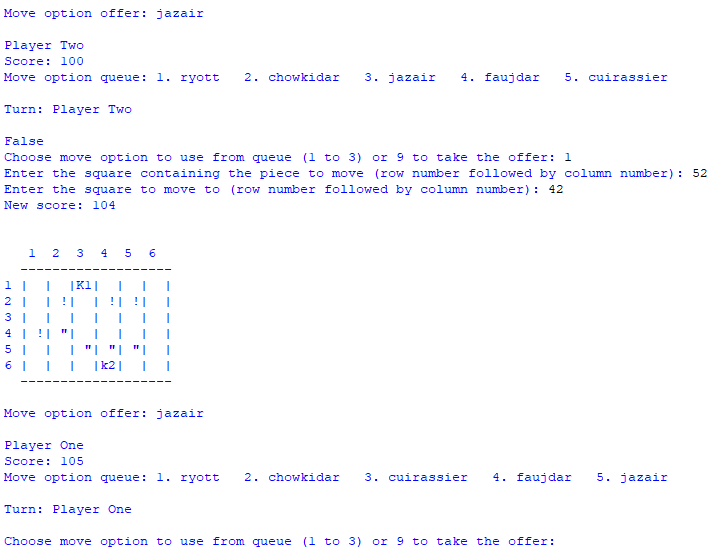 Move option offer: jazair
Player Two
Score: 100
Move option queue: 1. ryott   2. chowkidar   3. jazair   4. faujdar   5. cuirassier
Turn: Player Two
False
Choose move option to use from queue (1 to 3) or 9 to take the offer: 1
Enter the square containing the piece to move (row number followed by column number): 52
Enter the square to move to (row number followed by column number): 42
New score: 104
   1  2  3  4  5  6
  -------------------
1 |  |  |K1|  |  |  |
2 |  | !|  | !| !|  |
3 |  |  |  |  |  |  |
4 | !| "|  |  |  |  |
5 |  |  | "| "| "|  |
6 |  |  |  |k2|  |  |
  -------------------
Move option offer: jazair
Player One
Score: 105
Move option queue: 1. ryott   2. chowkidar   3. cuirassier   4. faujdar   5. jazair
Turn: Player One
Choose move option to use from queue (1 to 3) or 9 to take the offer: